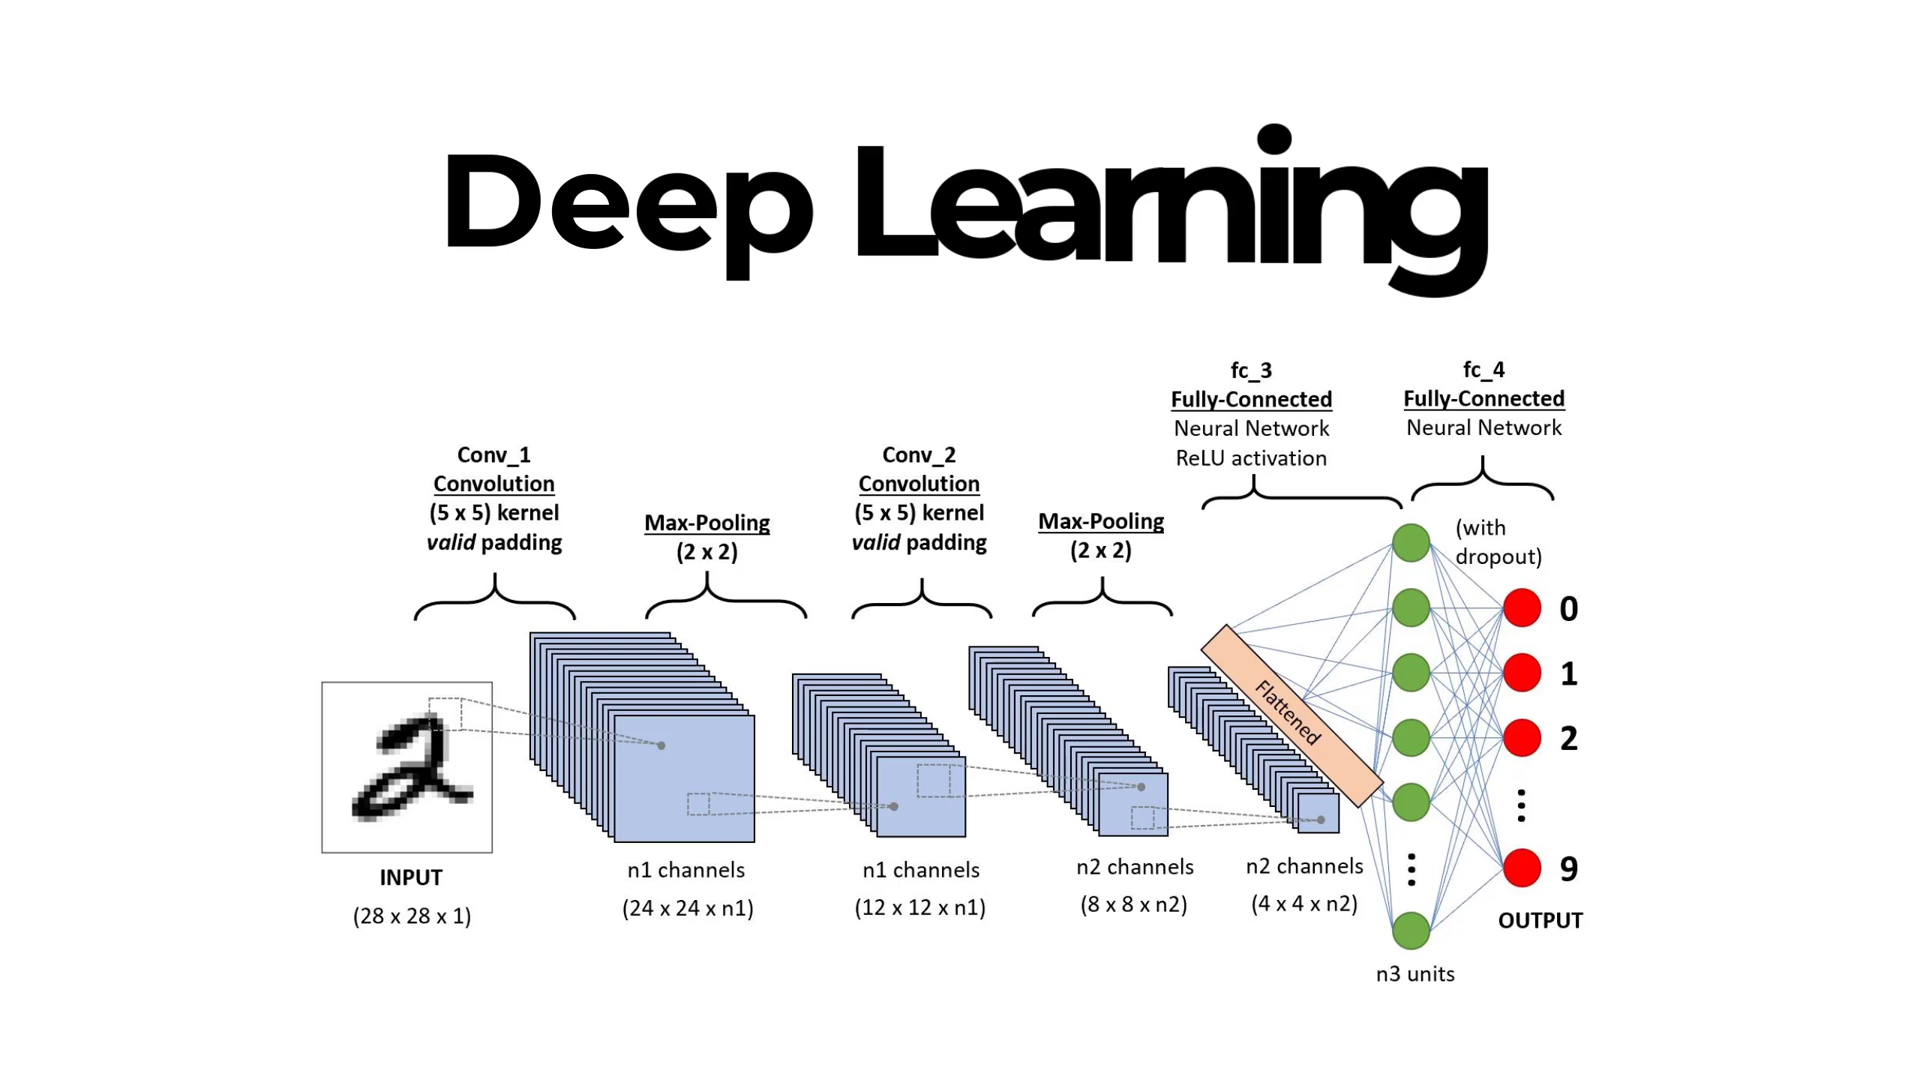 Deep Learning
fc_3
Fully-Connected
Neural Network
ReLU activation
fc_4
Fully-Connected
Neural Network
Conv_1
Convolution
(5 x 5) kernel
valid padding
Max-Pooling
(2 x 2)
Conv_2
Convolution
(5 x 5) kernel
valid padding
Max-Pooling
(2 x 2)
(with
dropout)
Flattened
0
1
2
9
INPUT
(28 x 28 x 1)
n1 channels
(24 x 24 x n1)
n1 channels
(12 x 12 x n1)
n2 channels
(8 x 8 x n2)
n2 channels
(4 x 4 x n2)
OUTPUT
n3 units